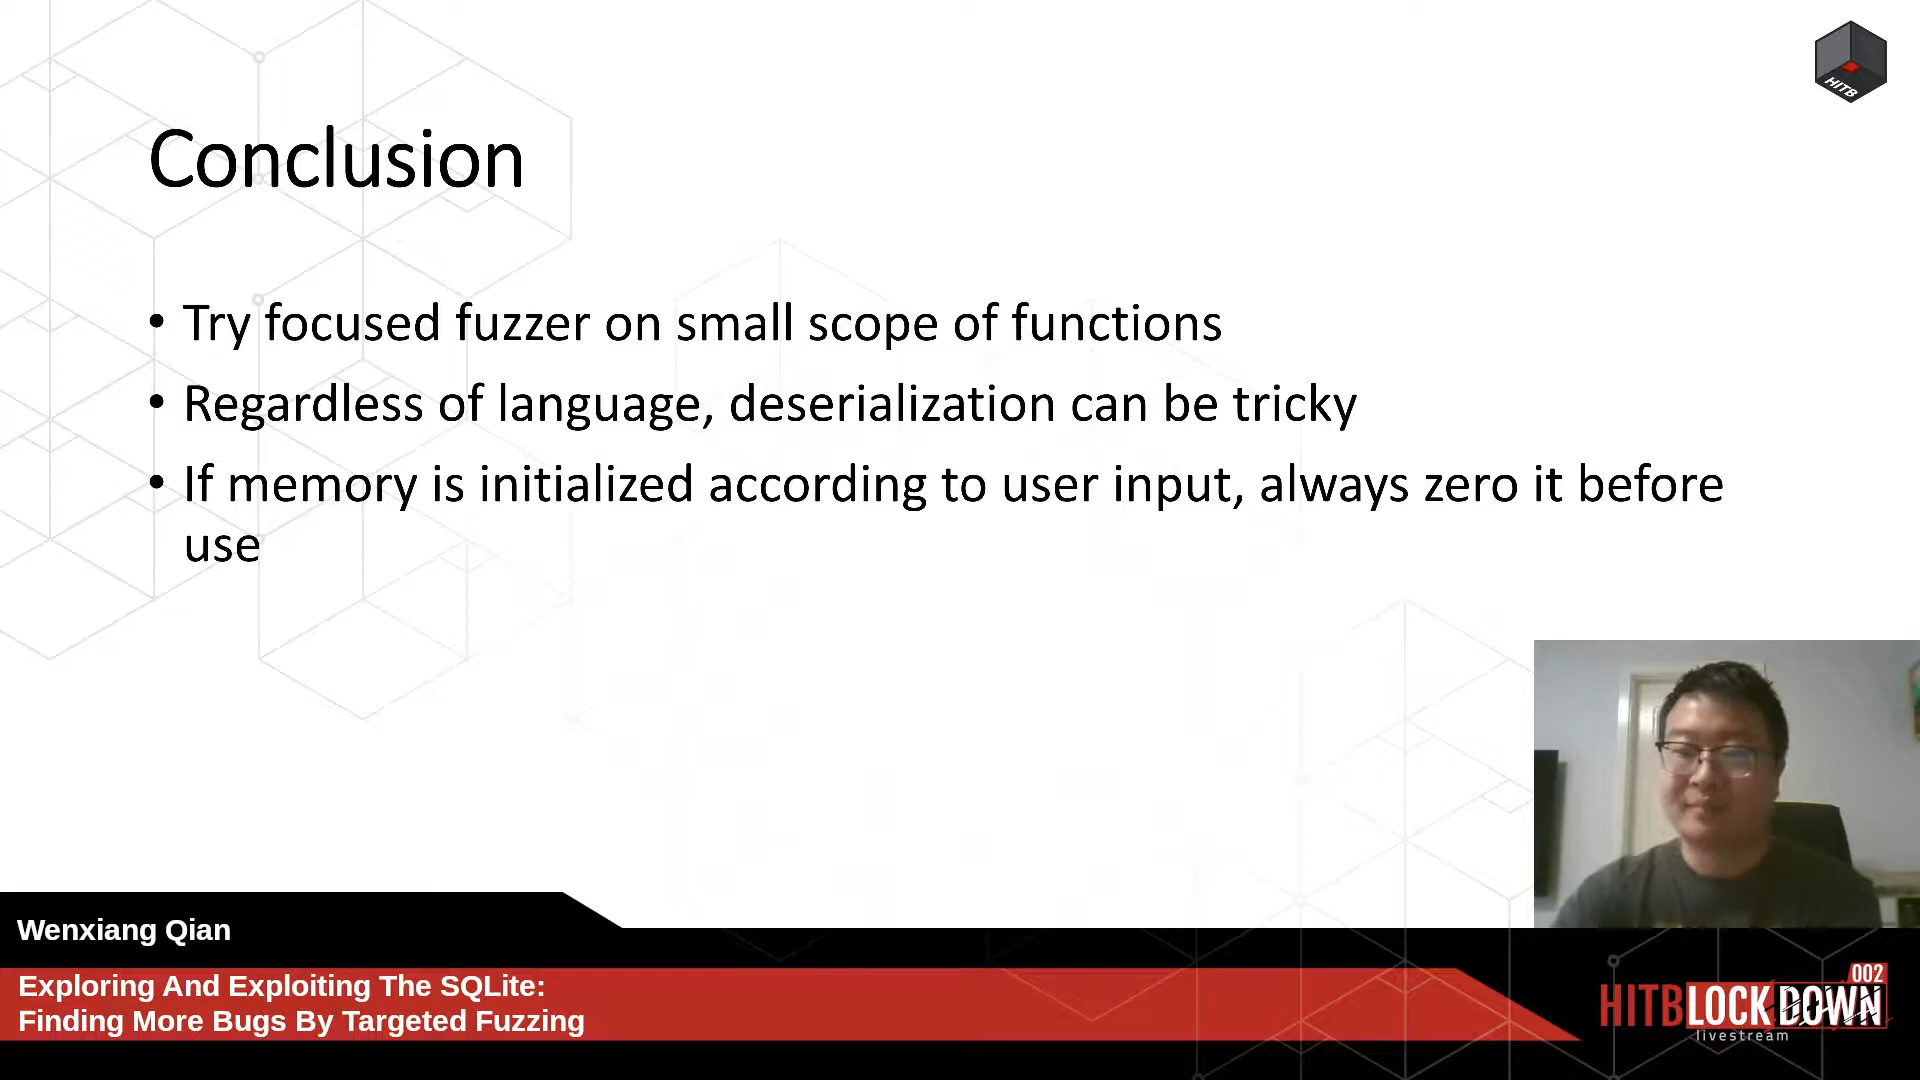 HITB
Conclusion
• Try focused fuzzer on small scope of functions
• Regardless of language, deserialization can be tricky
• If memory is initialized according to user input, always zero it before
use
Wenxiang Qian
Exploring And Exploiting The SQLite:
Finding More Bugs By Targeted Fuzzing
002
HITBLOCKDOWN
livestream